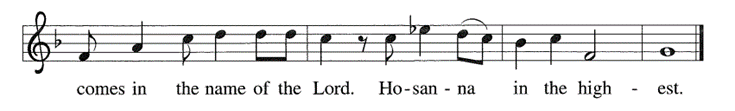 comes in the name of the Lord. Ho-san-na in the high-est.